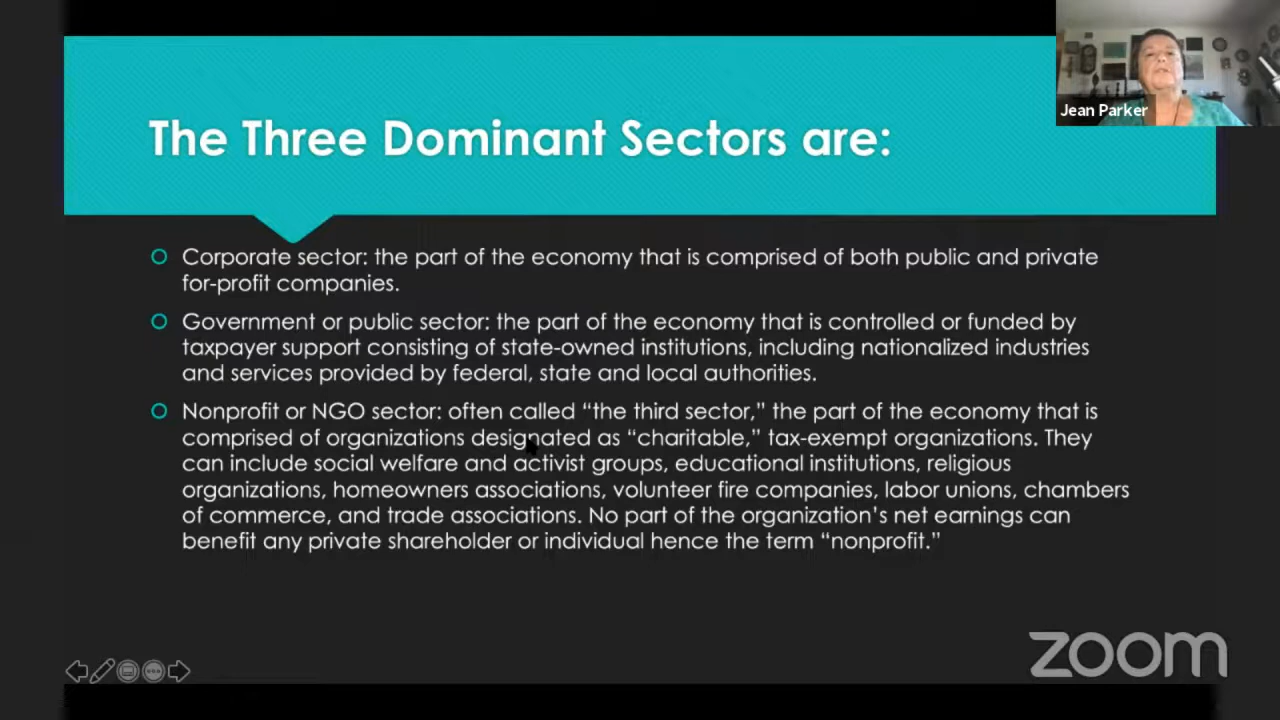 The Three Dominant Sectors are:
Jean Parker
Corporate sector: the part of the economy that is comprised of both public and private
for-profit companies.
Government or public sector: the part of the economy that is controlled or funded by
taxpayer support consisting of state-owned institutions, including nationalized industries
and services provided by federal, state and local authorities.
Nonprofit or NGO sector: often called “the third sector,” the part of the economy that is
comprised of organizations designated as “charitable,” tax-exempt organizations. They
can include social welfare and activist groups, educational institutions, religious
organizations, homeowners associations, volunteer fire companies, labor unions, chambers
of commerce, and trade associations. No part of the organization’s net earnings can
benefit any private shareholder or individual hence the term “nonprofit.”
zoom